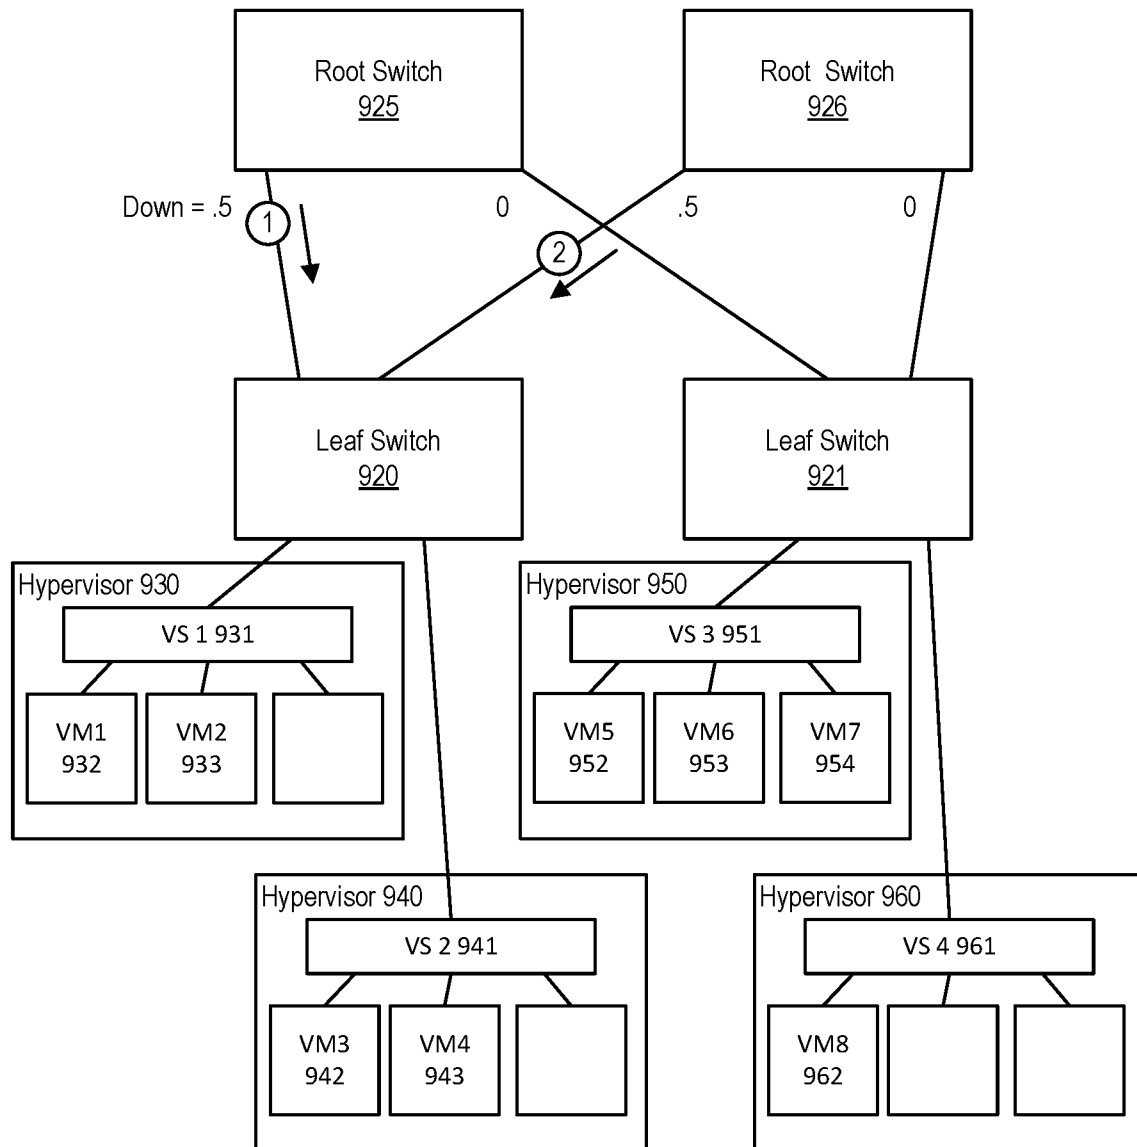 Root Switch
925
Root Switch
926
Down = .5
1
0
2
.5
0
Leaf Switch
920
Leaf Switch
921
Hypervisor 930
VS 1 931
VM1
932
VM2
933
Hypervisor 950
VS 3 951
VM5
952
VM6
953
VM7
954
Hypervisor 940
VS 2 941
VM3
942
VM4
943
Hypervisor 960
VS 4 961
VM8
962